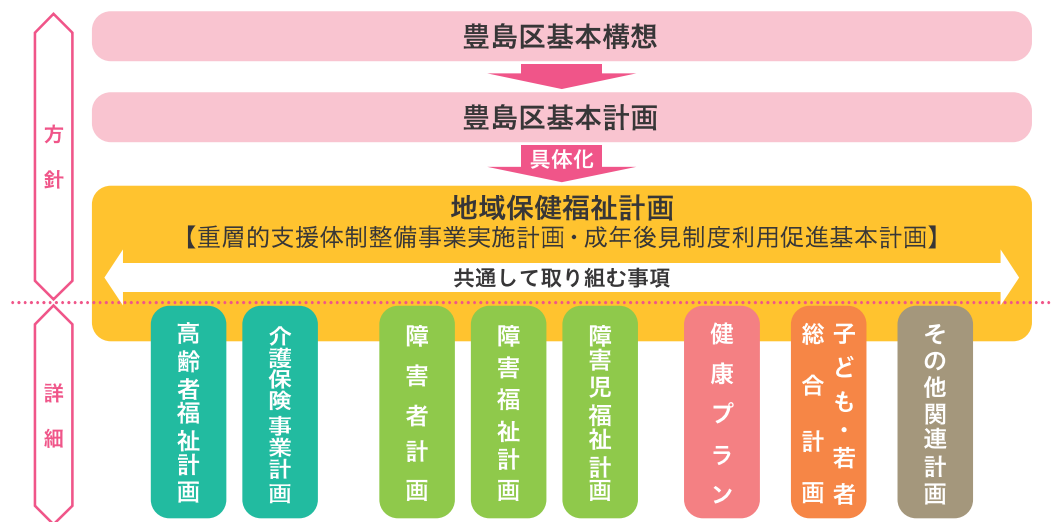 豊島区基本構想
豊島区基本計画
具体化
方針
地域保健福祉計画
【重層的支援体制整備事業実施計画・成年後見制度利用促進基本計画】
共通して取り組む事項
詳細
高齢者福祉計画
介護保険事業計画
障害者計画
障害福祉計画
障害児福祉計画
健康プラン
子ども・若者
総合計画
その他関連計画